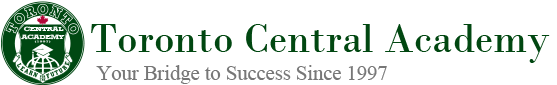 TORONTO
CENTRAL
ACADEMY
Toronto Central Academy
Your Bridge to Success Since 1997